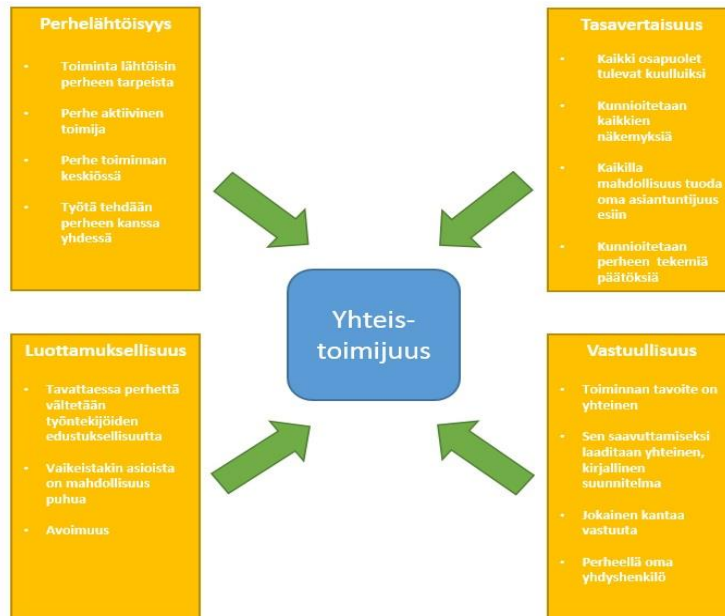 Perhelähtöisyys
• Toiminta lähtöisin
perheen tarpeista
• Perhe aktiivinen
toimija
• Perhe toiminnan
keskiössä
• Työtä tehdään
perheen kanssa
yhdessä
Tasavertaisuus
• Kaikki osapuolet
tulevat kuulluiksi
• Kunnioitetaan
kaikkien
näkemyksiä
• Kaikilla
mahdollisuus tuoda
oma asiantuntijuus
esiin
• Kunnioitetaan
perheen tekemiä
päätöksiä
Yhteis-
toimijuus
Luottamuksellisuus
• Tavattaessa perhettä
vältetään
työntekijöiden
edustuksellisuutta
• Vaikeistakin asioista
on mahdollisuus
puhua
• Avoimuus
Vastuullisuus
• Toiminnan tavoite on
yhteinen
• Sen saavuttamiseksi
laaditaan yhteinen,
kirjallinen
suunnitelma
• Jokainen kantaa
vastuuta
• Perheellä oma
yhdyshenkilö